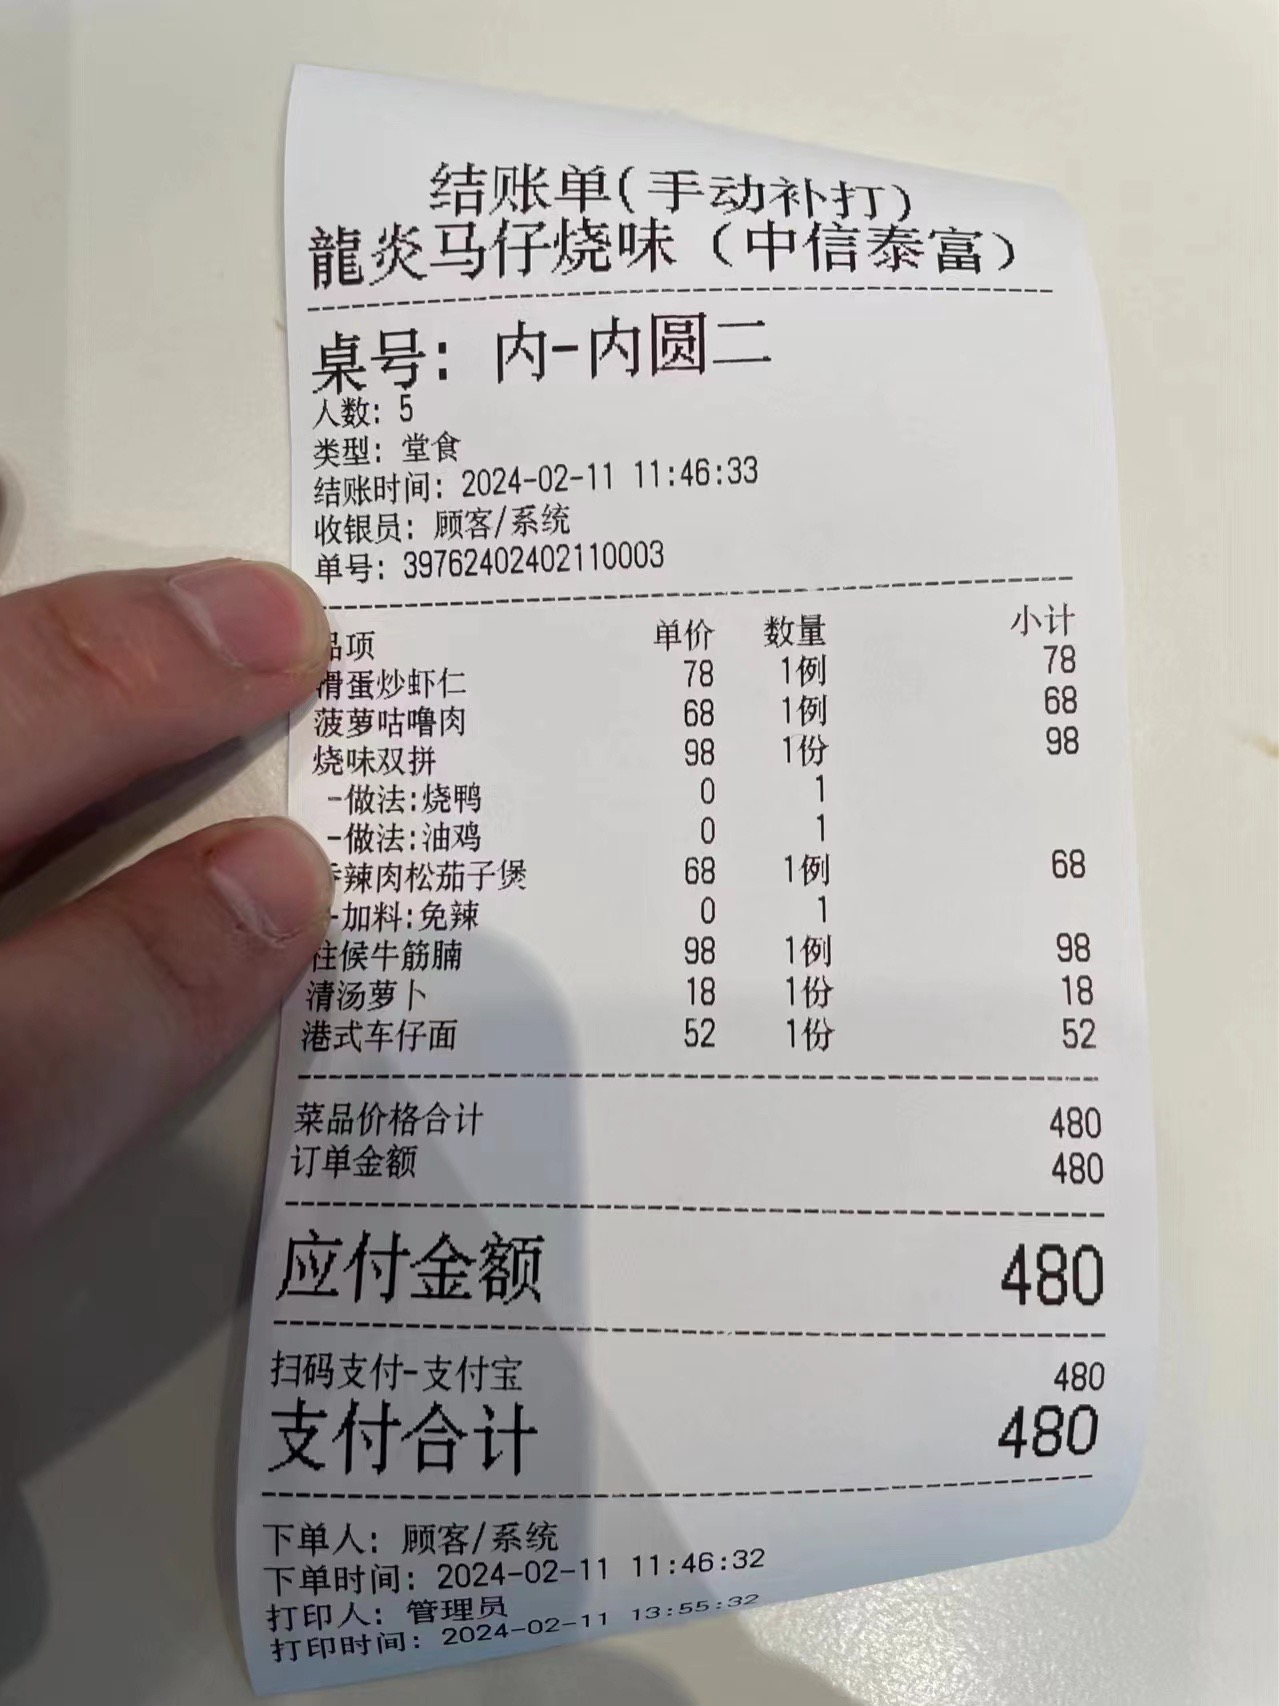 结账单(手动补打)
龍炎马仔烧味（中信泰富）
桌号: 内-内圆二
人数: 5
类型: 堂食
结账时间: 2024-02-11 11:46:33
收银员: 顾客/系统
单号: 39762402402110003
品项 单价 数量 小计
滑蛋炒虾仁 78 1例 78
菠萝咕噜肉 68 1例 68
烧味双拼 98 1份 98
-做法:烧鸭 0 1
-做法:油鸡 0 1
香辣肉松茄子煲 68 1例 68
-加料:免辣 0 1
柱候牛筋腩 98 1例 98
清汤萝卜 18 1份 18
港式车仔面 52 1份 52
菜品价格合计 480
订单金额 480
应付金额 480
扫码支付-支付宝 480
支付合计 480
下单人: 顾客/系统
下单时间: 2024-02-11 11:46:32
打印人: 管理员
打印时间: 2024-02-11 13:55:32